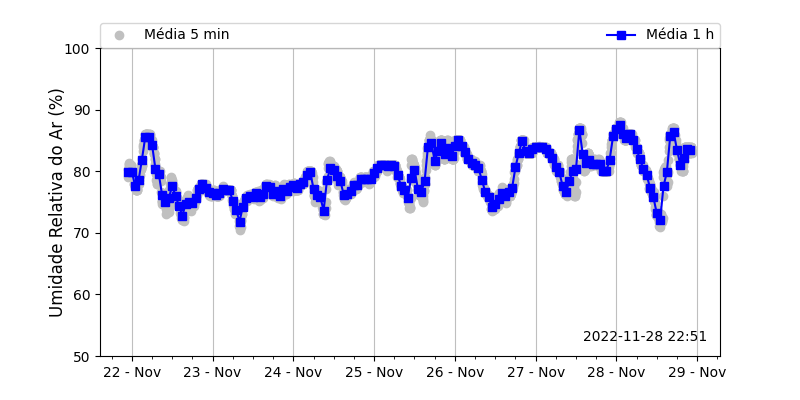 Média 5 min
Média 1 h
Umidade Relativa do Ar (%)
100
90
80
70
60
50
2022-11-28 22:51
22 - Nov
23 - Nov
24 - Nov
25 - Nov
26 - Nov
27 - Nov
28 - Nov
29 - Nov